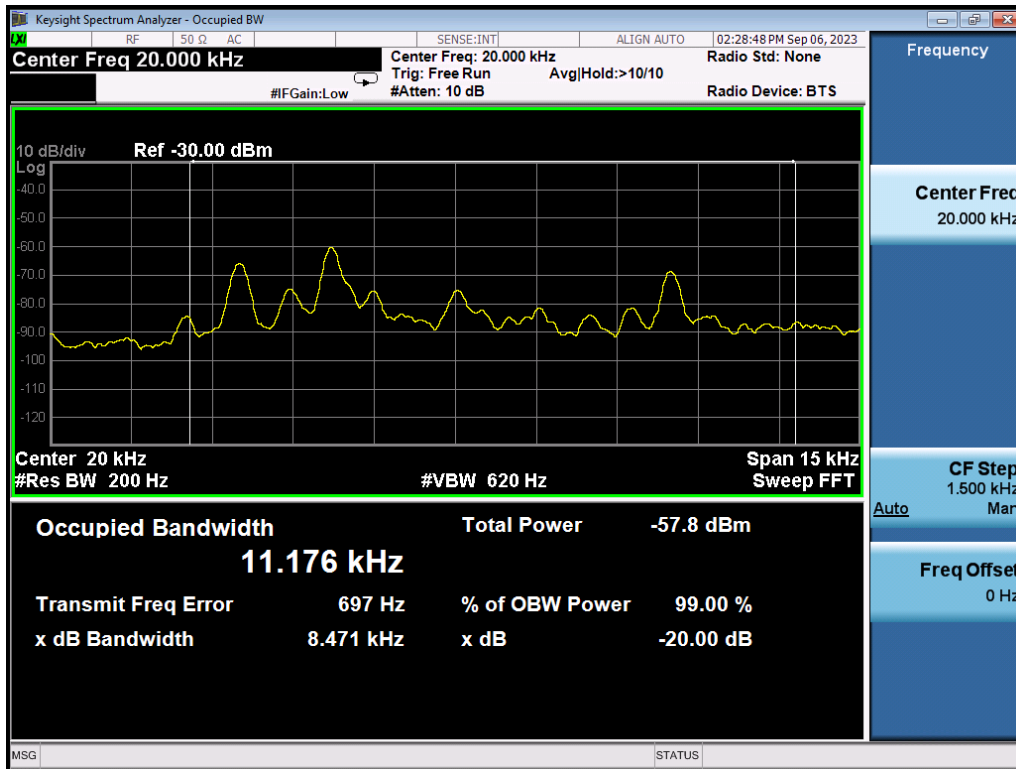 Keysight Spectrum Analyzer - Occupied BW
LXI RF 50 Ω AC SENSE:INT ALIGN AUTO 02:28:48 PM Sep 06, 2023
Center Freq 20.000 kHz
Center Freq: 20.000 kHz Radio Std: None
Trig: Free Run Avg|Hold:>10/10
#IFGain:Low #Atten: 10 dB Radio Device: BTS
10 dB/div Ref -30.00 dBm
Log
-40.0
-50.0
-60.0
-70.0
-80.0
-90.0
-100
-110
-120
Center 20 kHz Span 15 kHz
#Res BW 200 Hz #VBW 620 Hz Sweep FFT
Occupied Bandwidth Total Power -57.8 dBm
11.176 kHz
Transmit Freq Error 697 Hz % of OBW Power 99.00 %
x dB Bandwidth 8.471 kHz x dB -20.00 dB
Frequency
Center Freq
20.000 kHz
CF Step
1.500 kHz
Auto Man
Freq Offset
0 Hz
MSG STATUS